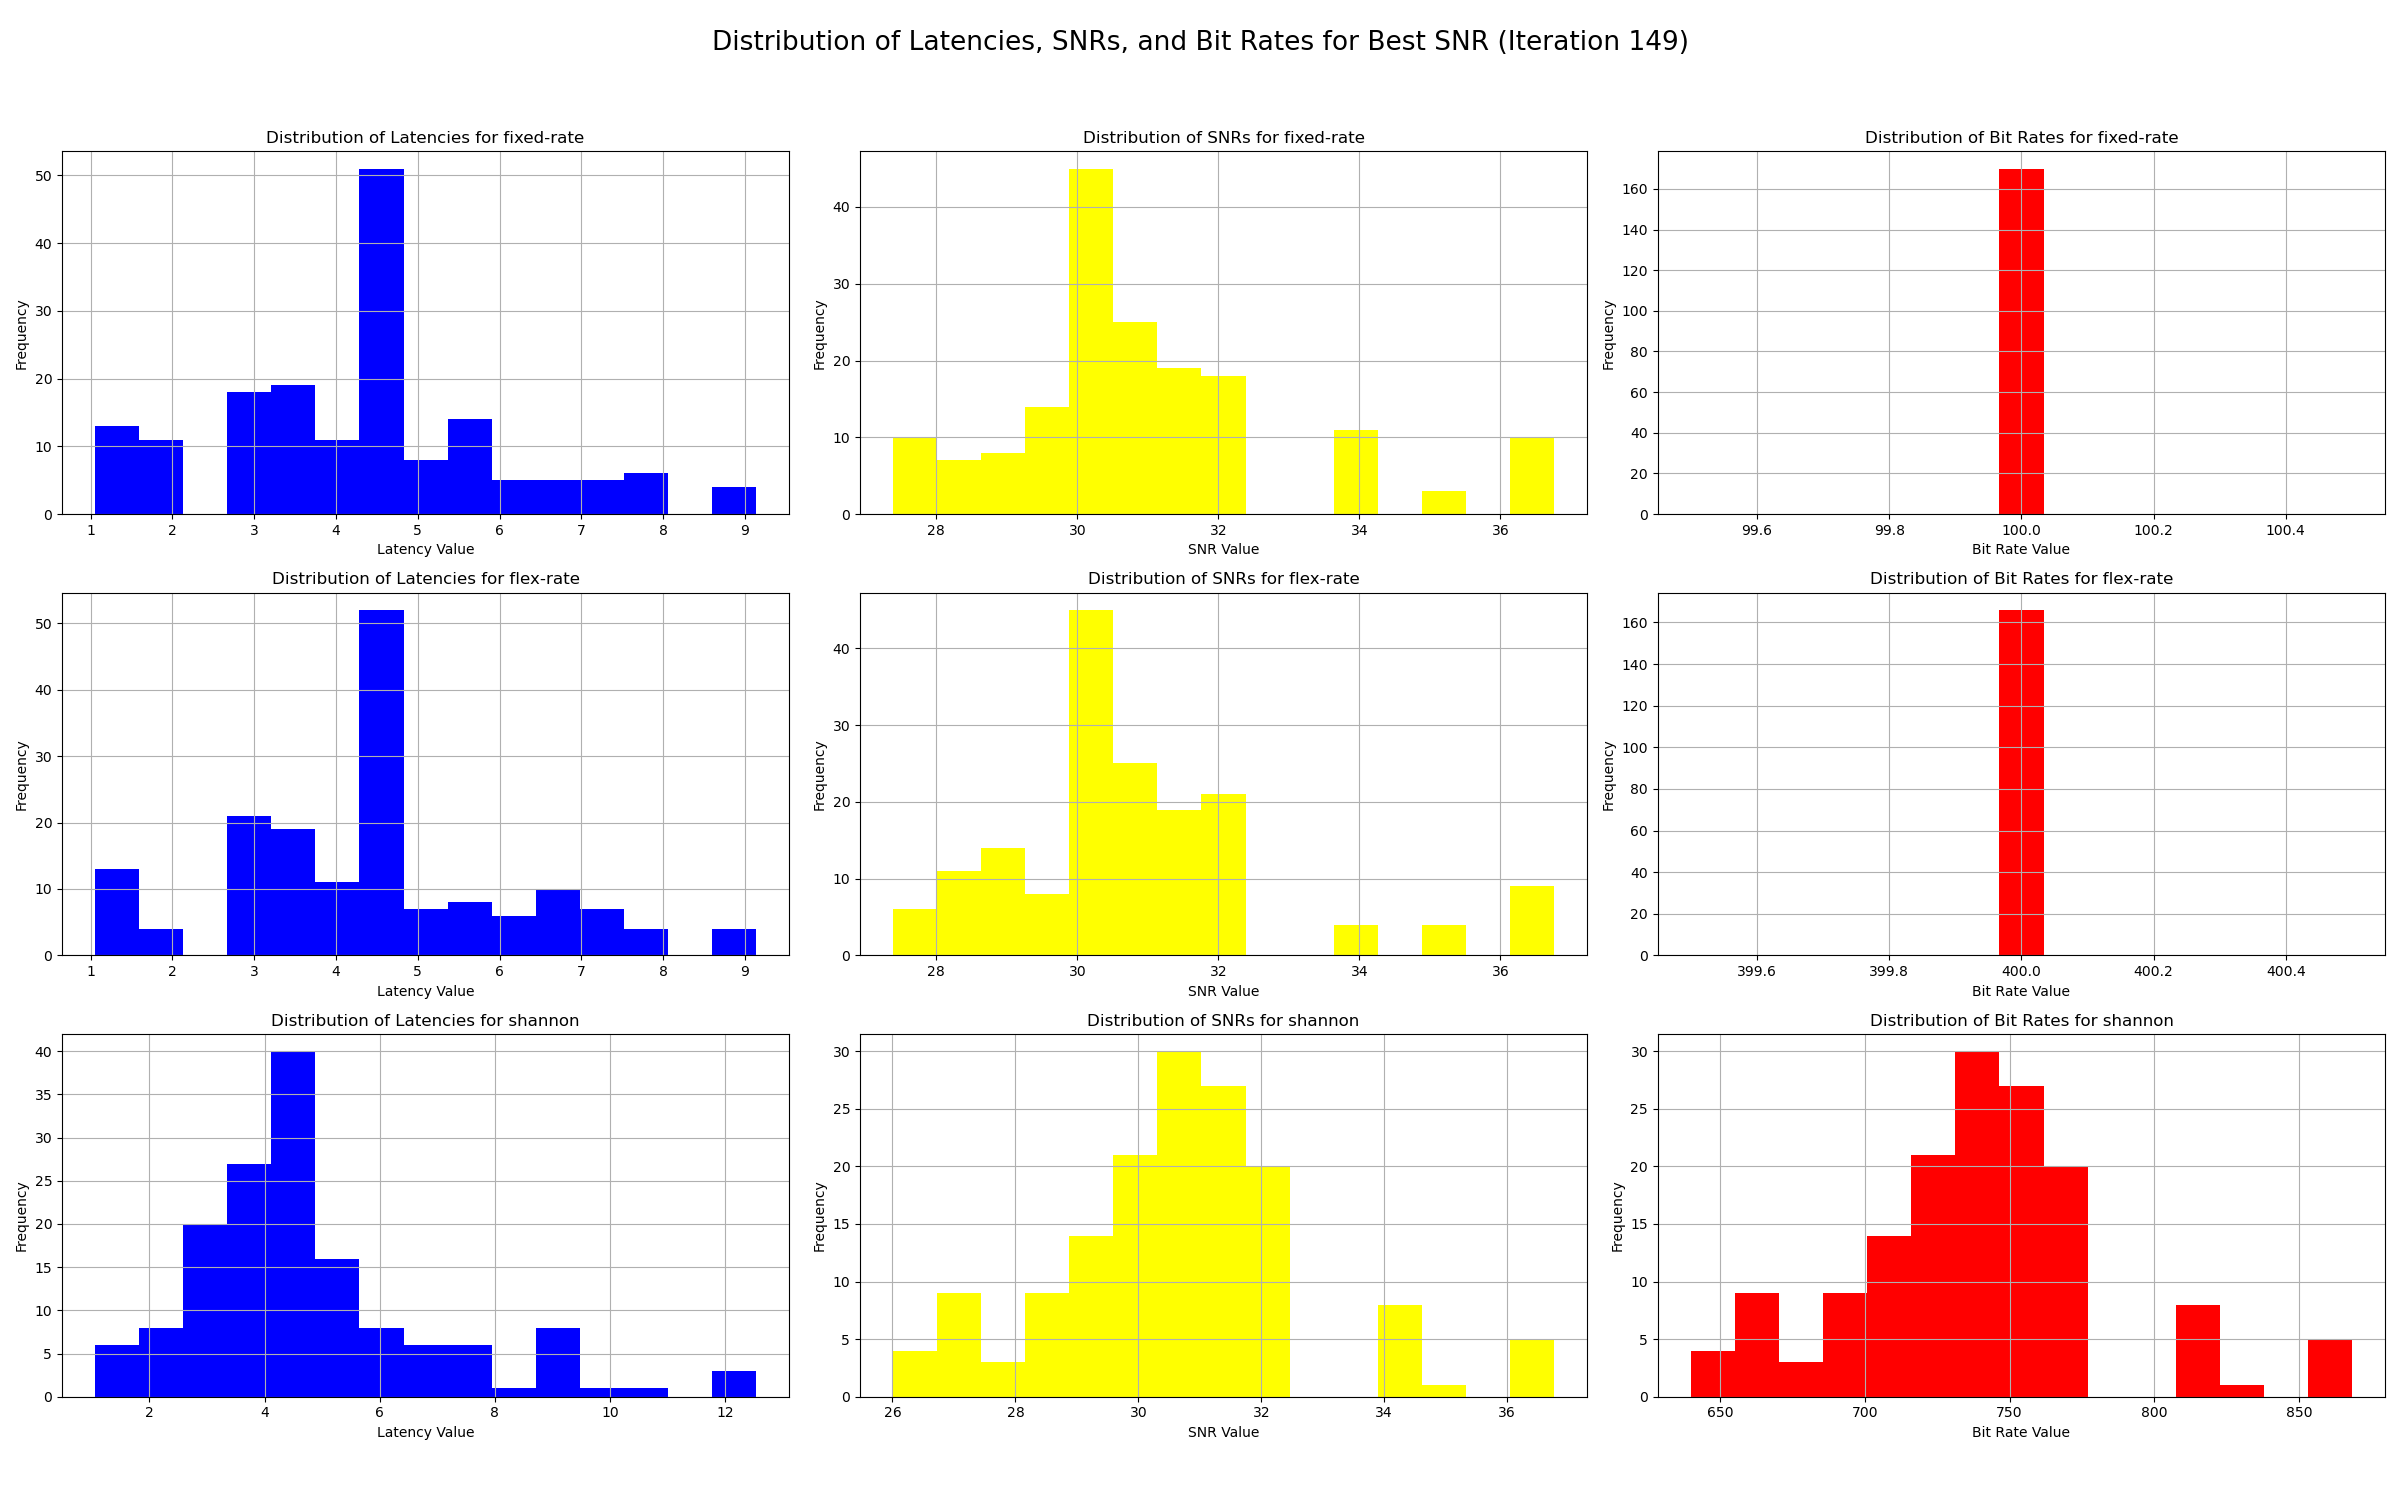 Distribution of Latencies, SNRs, and Bit Rates for Best SNR (Iteration 149)
Distribution of Latencies for fixed-rate
Frequency
50
40
30
20
10
0
1 2 3 4 5 6 7 8 9
Latency Value
Distribution of SNRs for fixed-rate
Frequency
40
30
20
10
0
28 30 32 34 36
SNR Value
Distribution of Bit Rates for fixed-rate
Frequency
160
140
120
100
80
60
40
20
0
99.6 99.8 100.0 100.2 100.4
Bit Rate Value
Distribution of Latencies for flex-rate
Frequency
50
40
30
20
10
0
1 2 3 4 5 6 7 8 9
Latency Value
Distribution of SNRs for flex-rate
Frequency
40
30
20
10
0
28 30 32 34 36
SNR Value
Distribution of Bit Rates for flex-rate
Frequency
160
140
120
100
80
60
40
20
0
399.6 399.8 400.0 400.2 400.4
Bit Rate Value
Distribution of Latencies for shannon
Frequency
40
35
30
25
20
15
10
5
0
2 4 6 8 10 12
Latency Value
Distribution of SNRs for shannon
Frequency
30
25
20
15
10
5
0
26 28 30 32 34 36
SNR Value
Distribution of Bit Rates for shannon
Frequency
30
25
20
15
10
5
0
650 700 750 800 850
Bit Rate Value